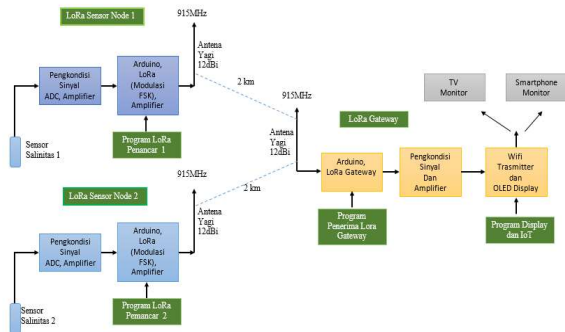 LoRa Sensor Node 1
915MHz
Antena
Yagi
12dBi
Pengkondisi
Sinyal
ADC, Amplifier
Arduino,
LoRa
(Modulasi
FSK),
Amplifier
Sensor
Salinitas 1
Program LoRa
Pemancar 1
2 km
915MHz
Antena
Yagi
12dBi
LoRa Gateway
TV
Monitor
Smartphone
Monitor
Arduino,
LoRa Gateway
Pengkondisi
Sinyal
Dan
Amplifier
Wifi
Trasmitter
dan
OLED Display
Program
Penerima Lora
Gateway
Program Display
dan IoT
LoRa Sensor Node 2
915MHz
Antena
Yagi
12dBi
2 km
Pengkondisi
Sinyal
ADC, Amplifier
Arduino,
LoRa
(Modulasi
FSK),
Amplifier
Sensor
Salinitas 2
Program LoRa
Pemancar 2